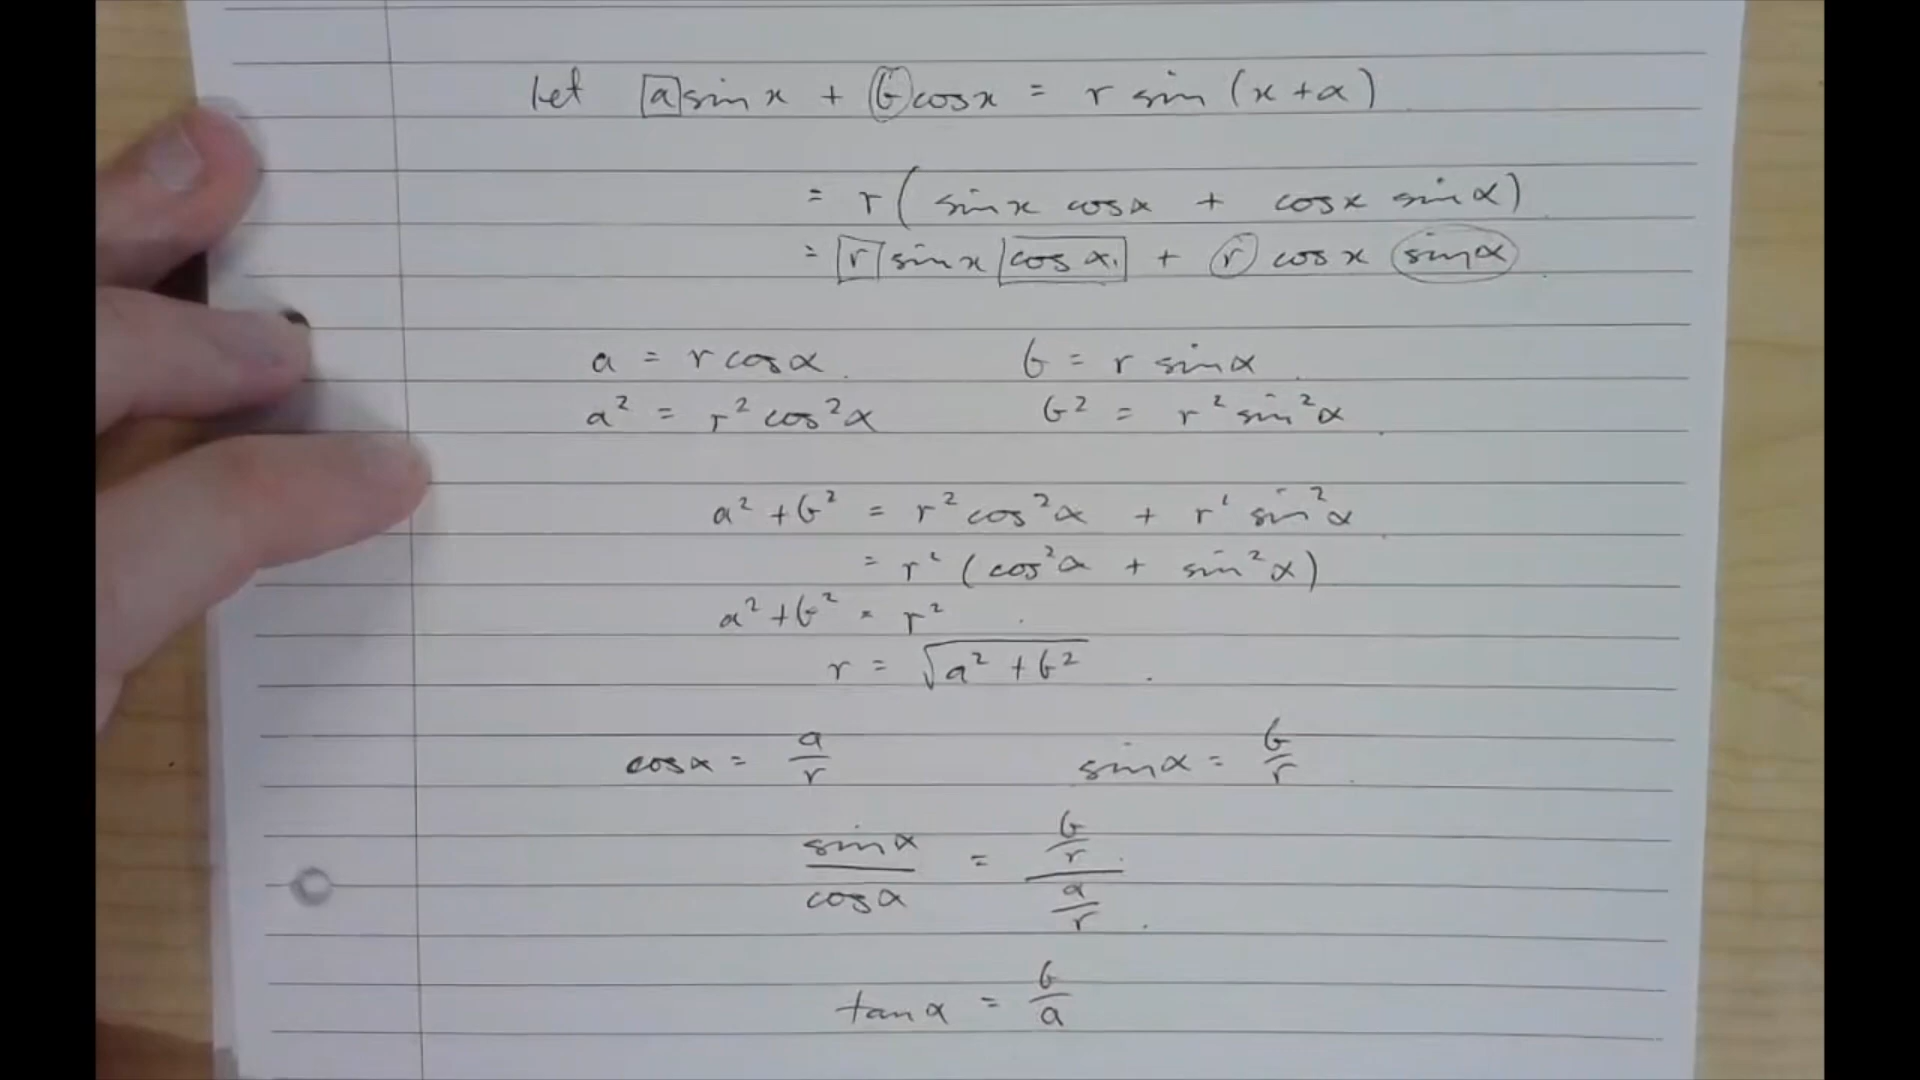 let a sin x + b cos x = r sin (x + α)
= r ( sin x cos α + cos x sin α)
= r sin x cos α + r cos x sin α
a = r cos α b = r sin α
a² = r² cos² α b² = r² sin² α
a² + b² = r² cos² α + r² sin² α
= r² ( cos² α + sin² α)
a² + b² = r²
r = √(a² + b²)
cos α = a/r sin α = b/r
sin α / cos α = (b/r) / (a/r)
tan α = b/a